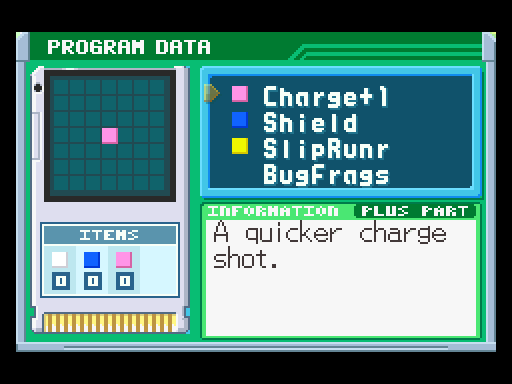 PROGRAM DATA
Charge+1
Shield
SlipRunr
BugFrags
ITEMS
0 0 0
INFORMATION PLUS PART
A quicker charge
shot.